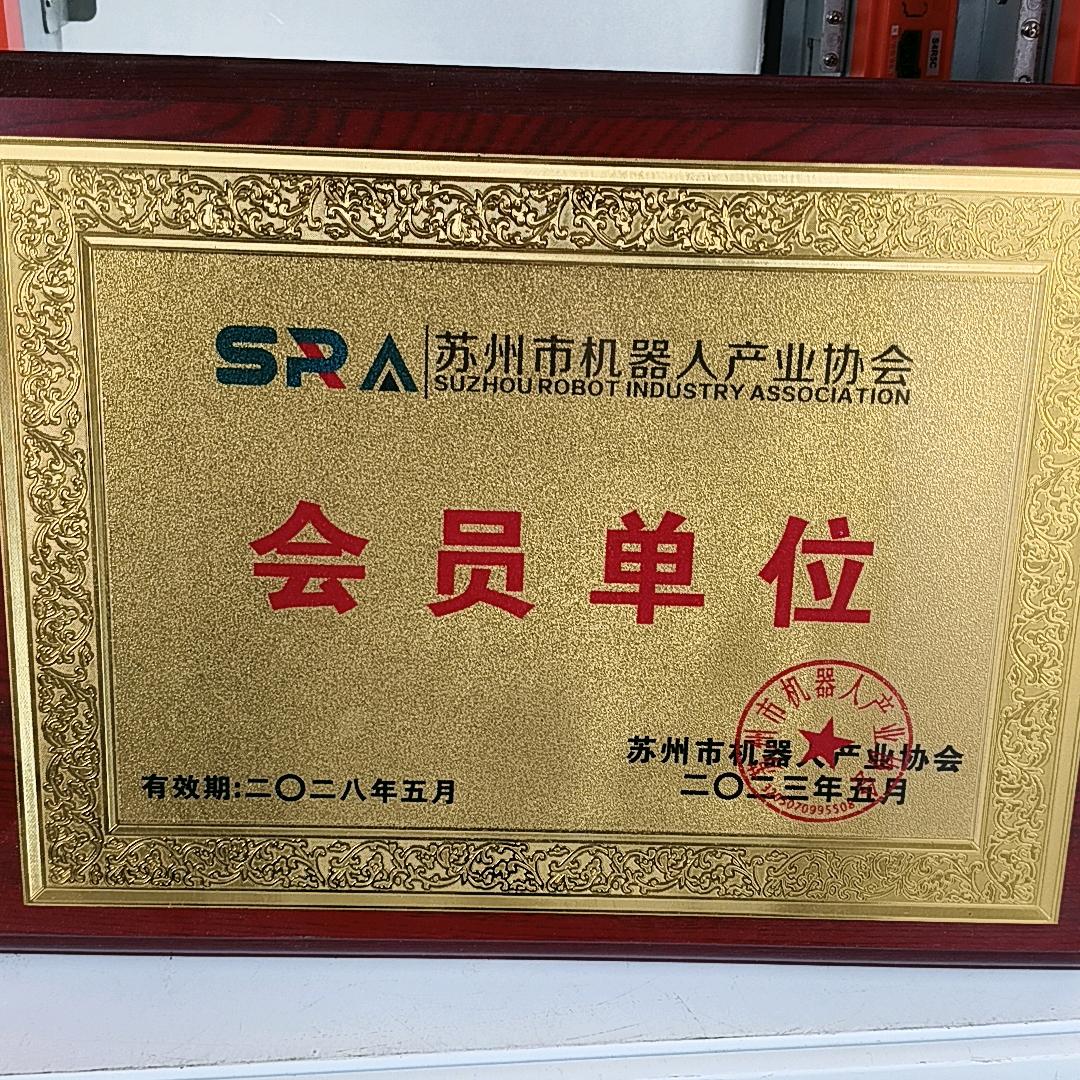 SRA 苏州市机器人产业协会
SUZHOU ROBOT INDUSTRY ASSOCIATION
会员单位
苏州市机器人产业协会
有效期:二〇二八年五月
二〇二三年五月